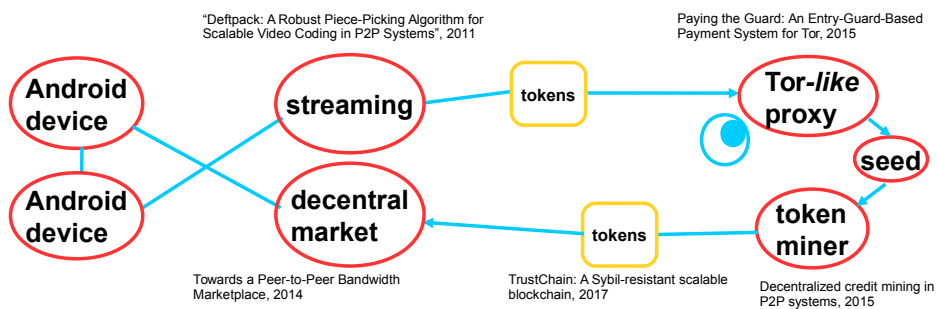 “Deftpack: A Robust Piece-Picking Algorithm for
Scalable Video Coding in P2P Systems”, 2011
Paying the Guard: An Entry-Guard-Based
Payment System for Tor, 2015
Android
device
streaming
tokens
Tor-like
proxy
seed
Android
device
decentral
market
tokens
token
miner
Towards a Peer-to-Peer Bandwidth
Marketplace, 2014
TrustChain: A Sybil-resistant scalable
blockchain, 2017
Decentralized credit mining in
P2P systems, 2015